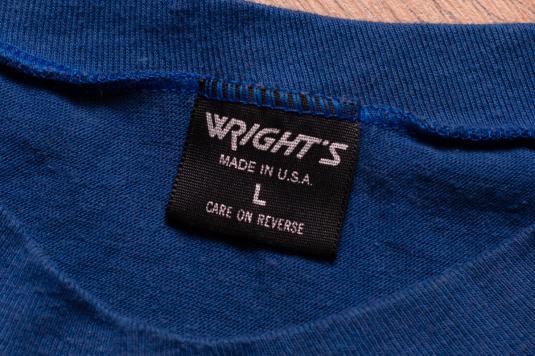 WRIGHT'S
MADE IN U.S.A.
L
CARE ON REVERSE